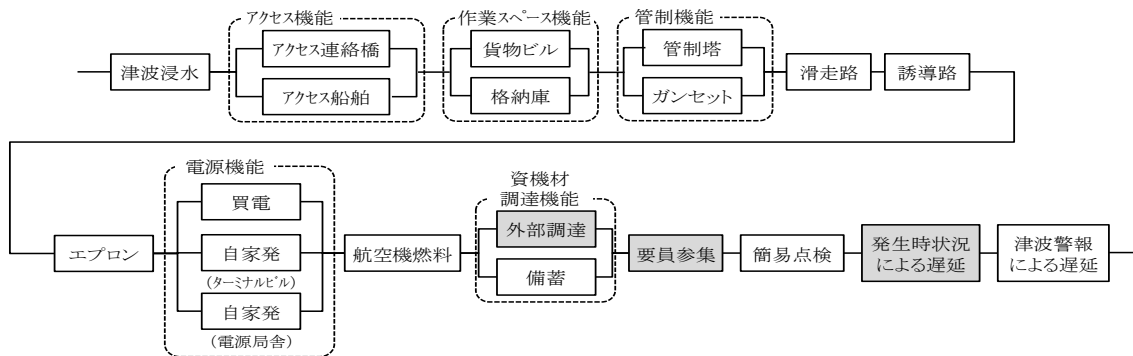 アクセス機能
作業スペース機能
管制機能
津波浸水
アクセス連絡橋
アクセス船舶
貨物ビル
格納庫
管制塔
ガンセット
滑走路
誘導路
エプロン
電源機能
買電
自家発
(ターミナルビル)
自家発
(電源局舎)
航空機燃料
資機材
調達機能
外部調達
備蓄
要員参集
簡易点検
発生時状況
による遅延
津波警報
による遅延